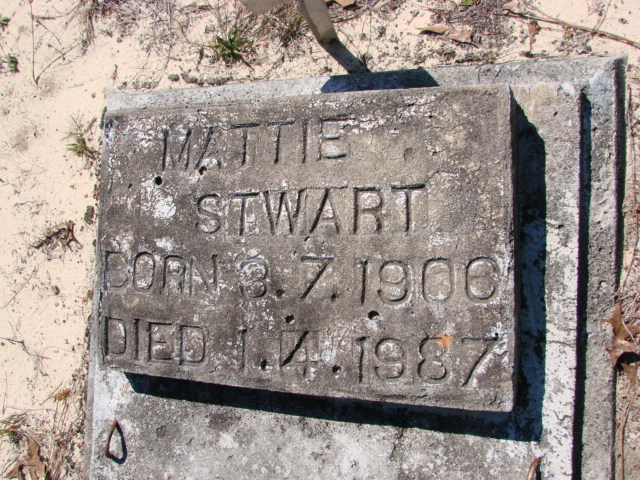 MATTIE
STWART
BORN 3.7.1906
DIED 1.4.1987